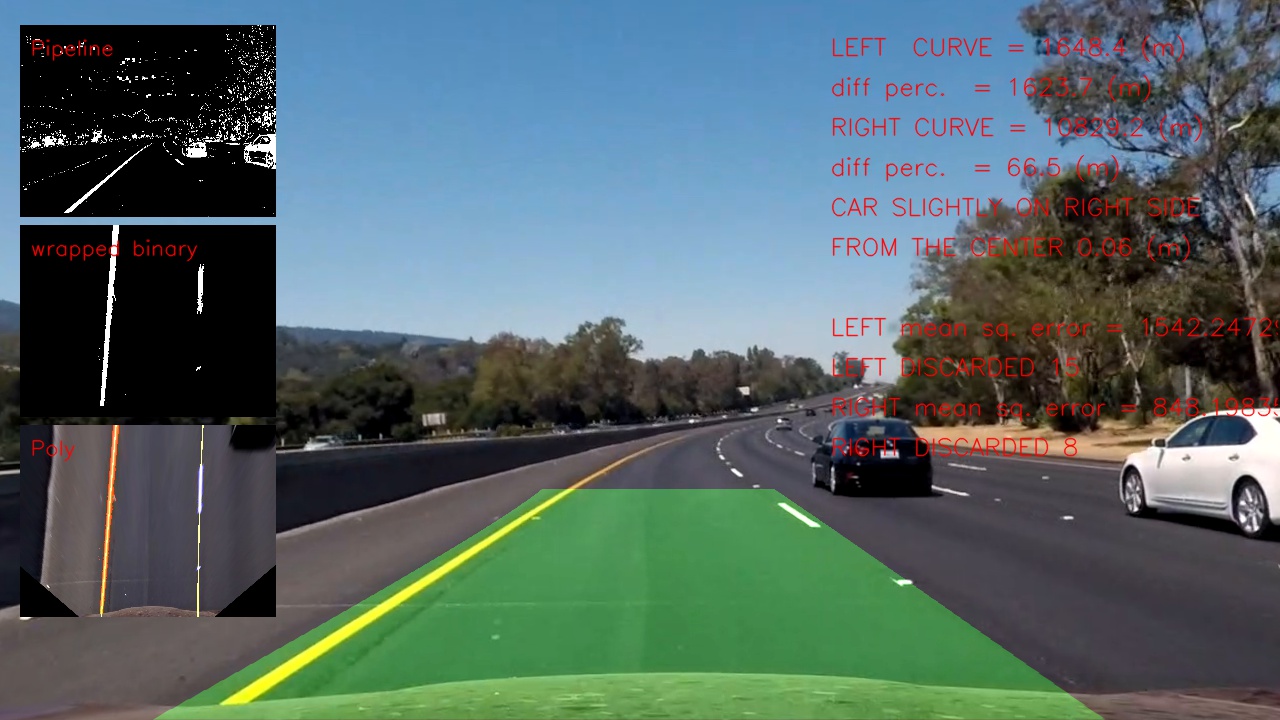 Pipeline
wrapped binary
Poly
LEFT CURVE = 1648.4 (m)
diff perc. = 1623.7 (m)
RIGHT CURVE = 10829.2 (m)
diff perc. = 66.5 (m)
CAR SLIGHTLY ON RIGHT SIDE
FROM THE CENTER 0.06 (m)
LEFT mean sq. error = 1542.24729
LEFT DISCARDED 15
RIGHT mean sq. error = 848.19835
RIGHT DISCARDED 8